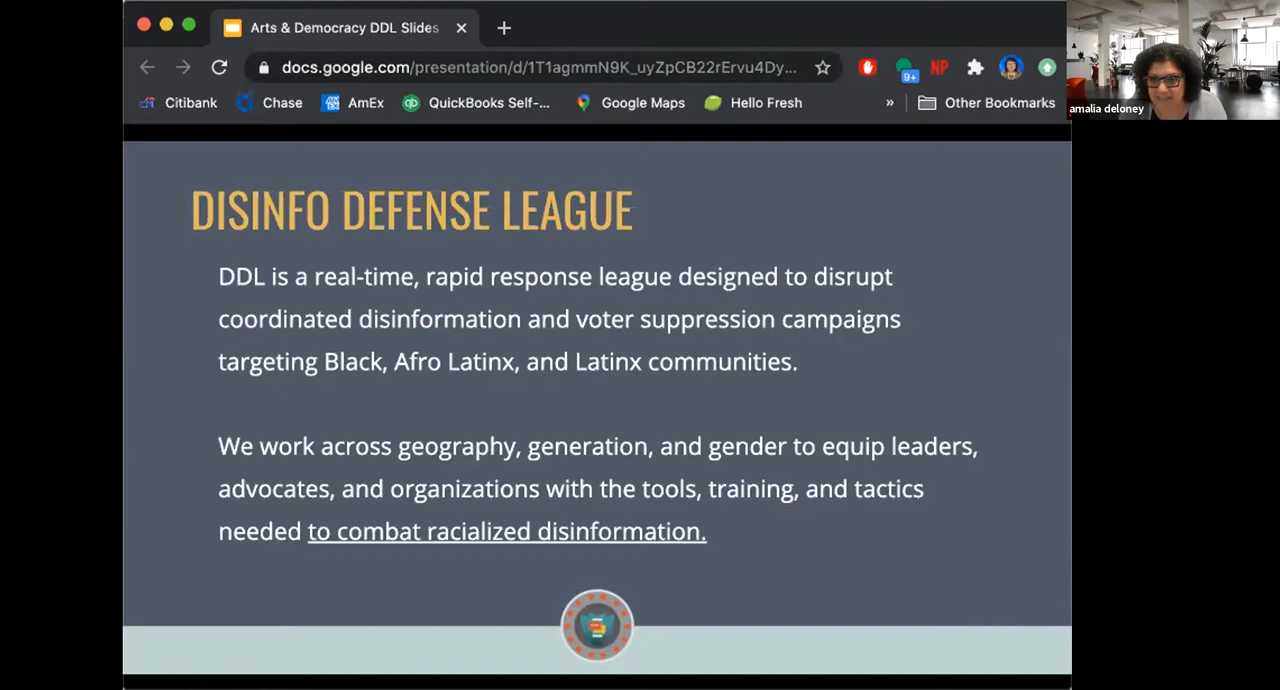 Arts & Democracy DDL Slides
docs.google.com/presentation/d/1T1agmmN9K_uyZpCB22rErvu4Dy...
9+
NP
Citibank
Chase
AmEx
QuickBooks Self-...
Google Maps
Hello Fresh
»
Other Bookmarks
amalia deloney
DISINFO DEFENSE LEAGUE
DDL is a real-time, rapid response league designed to disrupt
coordinated disinformation and voter suppression campaigns
targeting Black, Afro Latinx, and Latinx communities.
We work across geography, generation, and gender to equip leaders,
advocates, and organizations with the tools, training, and tactics
needed to combat racialized disinformation.